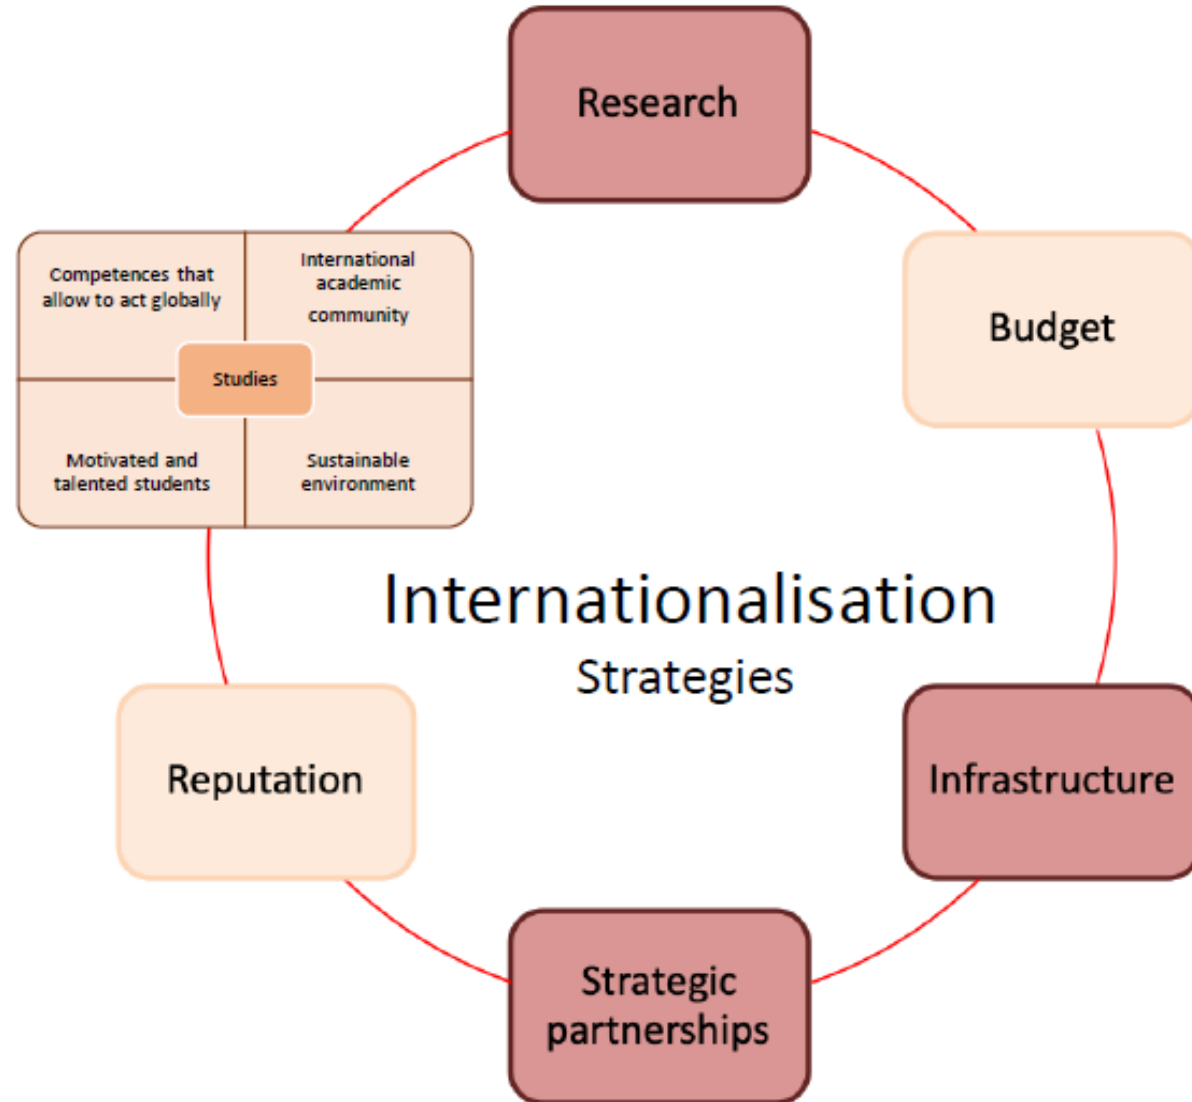 Research
Competences that
allow to act globally
International
academic
community
Studies
Motivated and
talented students
Sustainable
environment
Budget
Internationalisation
Strategies
Reputation
Infrastructure
Strategic
partnerships